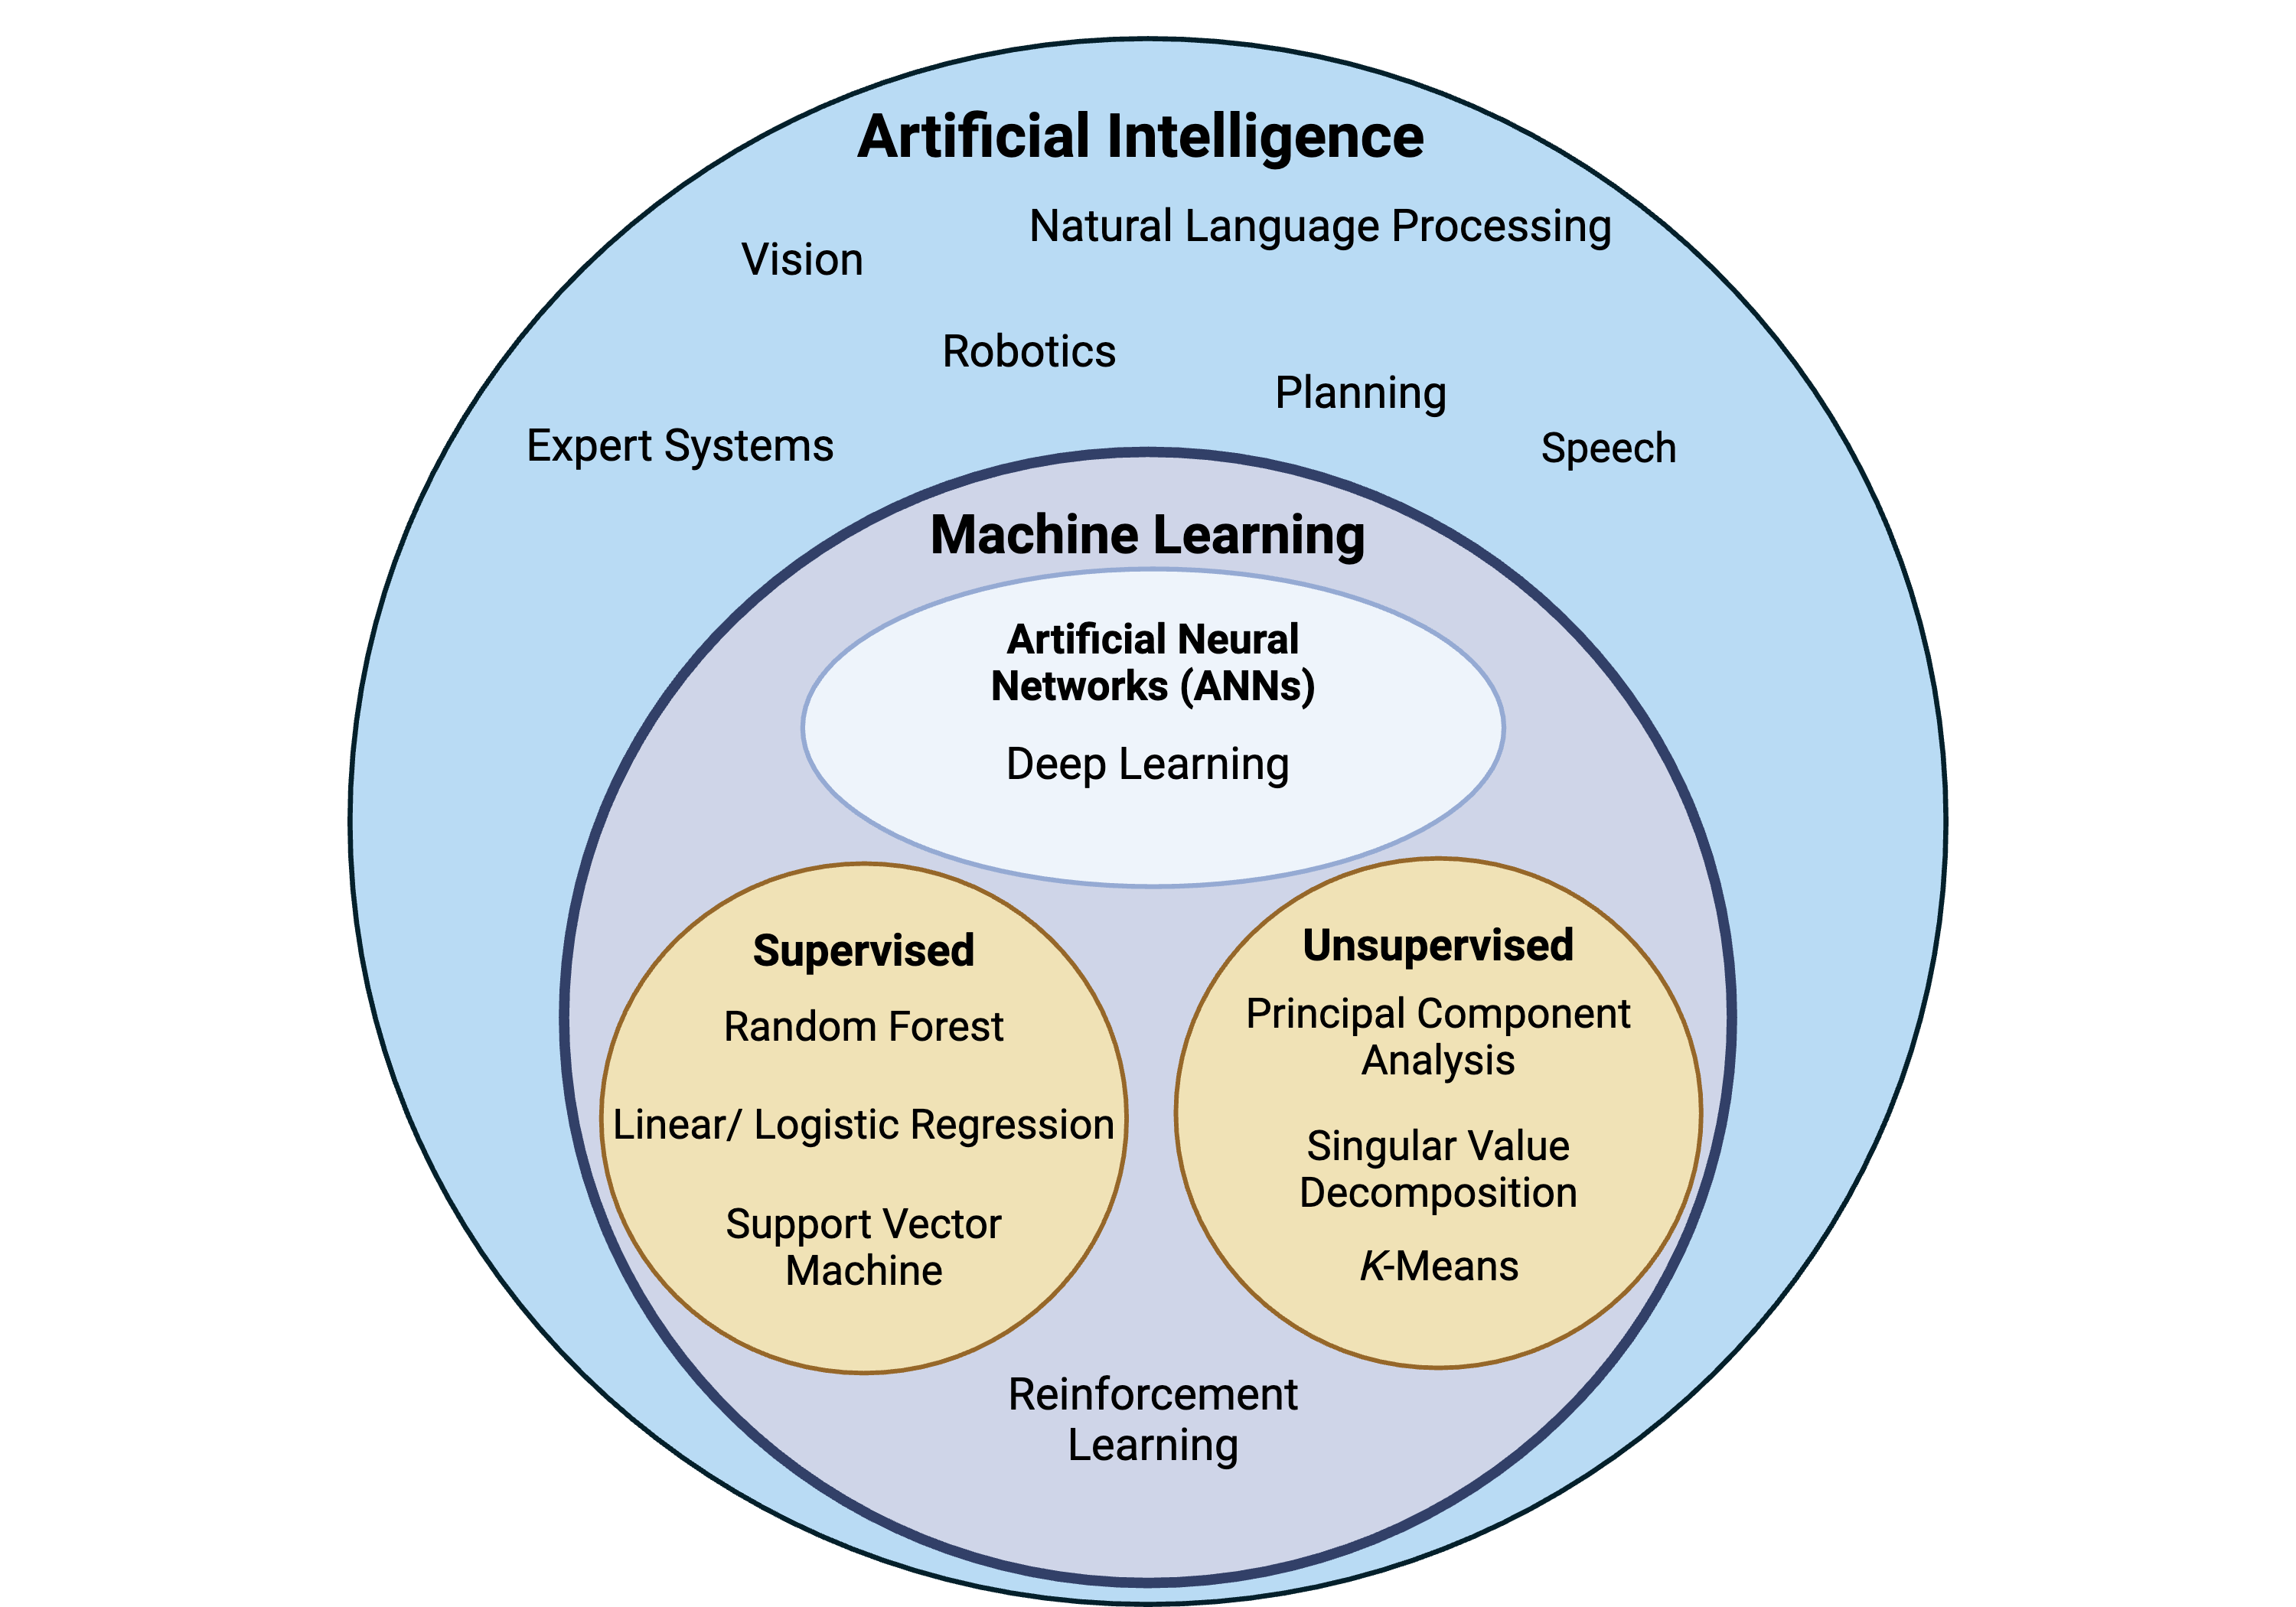 Artificial Intelligence
Natural Language Processing
Vision
Robotics
Planning
Expert Systems
Speech
Machine Learning
Artificial Neural
Networks (ANNs)
Deep Learning
Supervised
Random Forest
Linear/ Logistic Regression
Support Vector
Machine
Unsupervised
Principal Component
Analysis
Singular Value
Decomposition
K-Means
Reinforcement
Learning